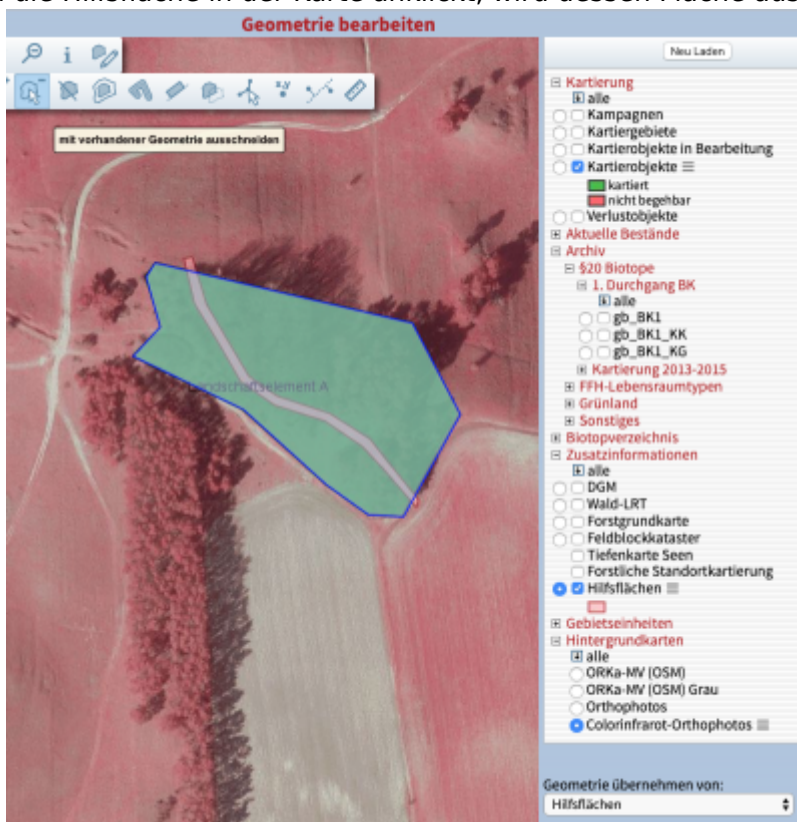 Geometrie bearbeiten
mit vorhandener Geometrie ausschneiden
Landschaftselement A
Neu Laden
Kartierung
alle
Kampagnen
Kartiergebiete
Kartierobjekte in Bearbeitung
Kartierobjekte
kartiert
nicht begehbar
Verlustobjekte
Aktuelle Bestände
Archiv
§20 Biotope
1. Durchgang BK
alle
gb_BK1
gb_BK1_KK
gb_BK1_KG
Kartierung 2013-2015
FFH-Lebensraumtypen
Grünland
Sonstiges
Biotopverzeichnis
Zusatzinformationen
alle
DGM
Wald-LRT
Forstgrundkarte
Feldblockkataster
Tiefenkarte Seen
Forstliche Standortkartierung
Hilfsflächen
Gebietseinheiten
Hintergrundkarten
alle
ORKa-MV (OSM)
ORKa-MV (OSM) Grau
Orthophotos
Colorinfrarot-Orthophotos
Geometrie übernehmen von:
Hilfsflächen